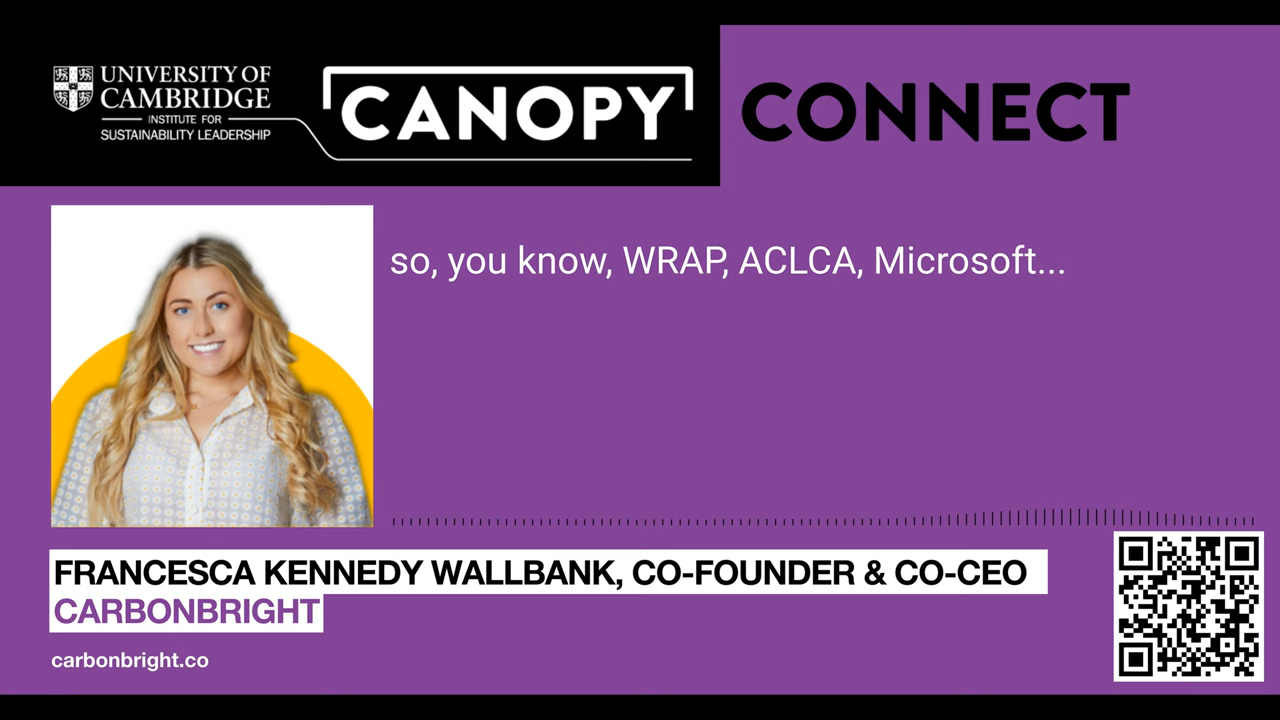 UNIVERSITY OF
CAMBRIDGE
INSTITUTE FOR
SUSTAINABILITY LEADERSHIP
CANOPY
CONNECT
so, you know, WRAP, ACLCA, Microsoft...
FRANCESCA KENNEDY WALLBANK, CO-FOUNDER & CO-CEO
CARBONBRIGHT
carbonbright.co